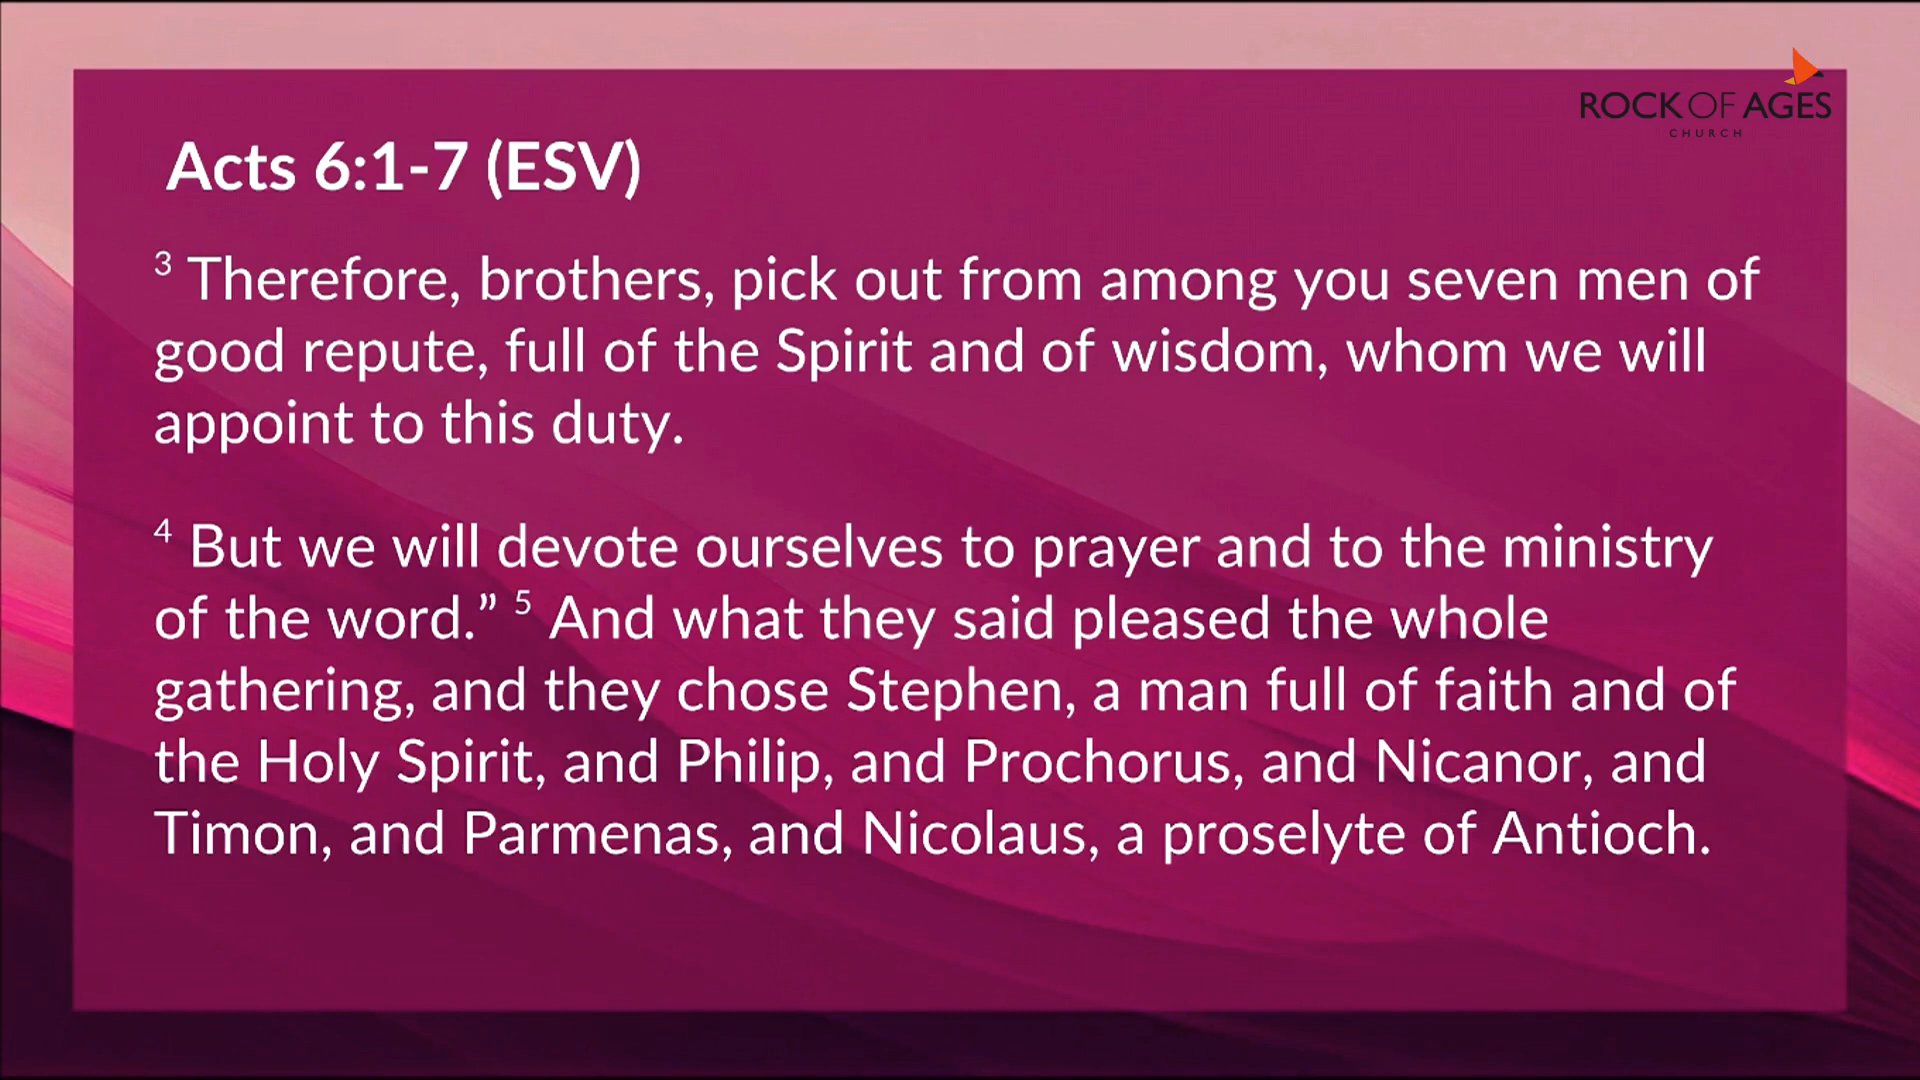 ROCK OF AGES
CHURCH
Acts 6:1-7 (ESV)
3 Therefore, brothers, pick out from among you seven men of
good repute, full of the Spirit and of wisdom, whom we will
appoint to this duty.
4 But we will devote ourselves to prayer and to the ministry
of the word.” 5 And what they said pleased the whole
gathering, and they chose Stephen, a man full of faith and of
the Holy Spirit, and Philip, and Prochorus, and Nicanor, and
Timon, and Parmenas, and Nicolaus, a proselyte of Antioch.